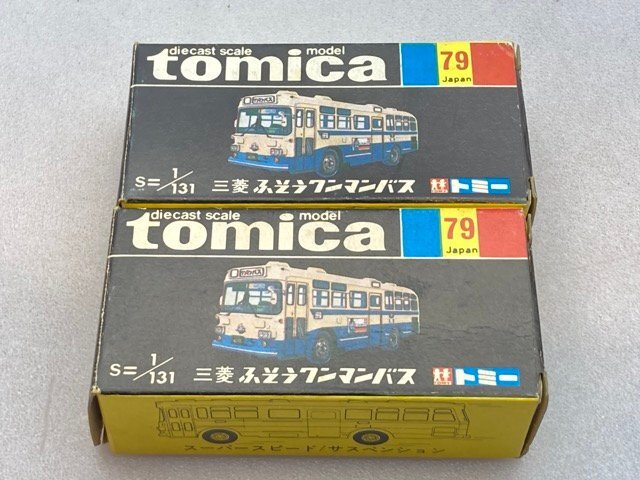 diecast scale model
tomica
79
Japan
S=1/131 三菱 ふそうワンマンバス
トミー
diecast scale model
tomica
79
Japan
S=1/131 三菱 ふそうワンマンバス
トミー
スーパースピード/サスペンション